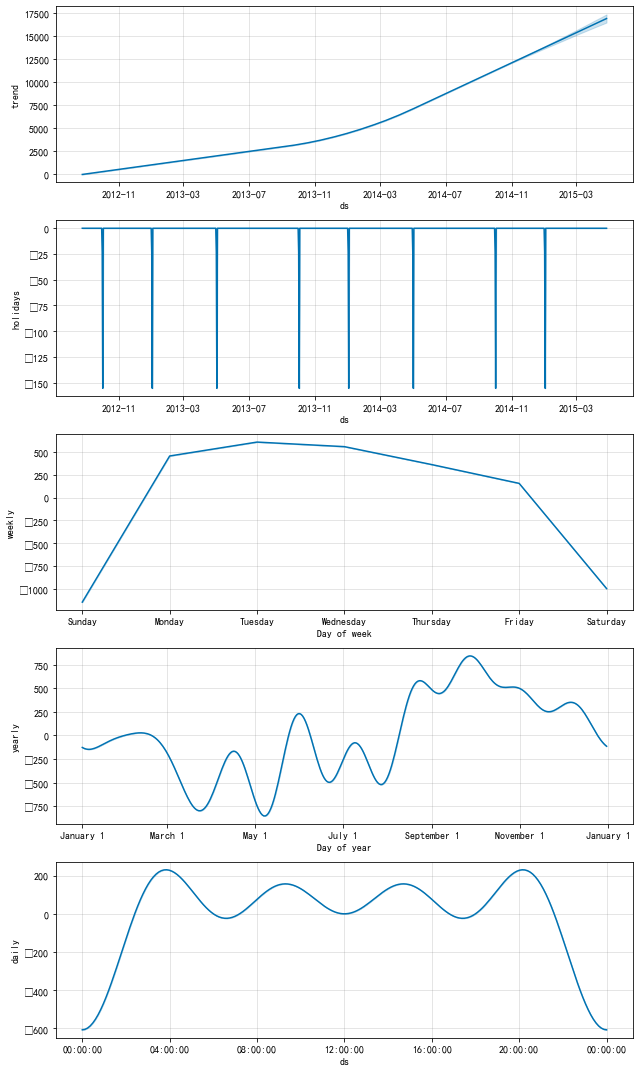 17500
15000
12500
10000
7500
5000
2500
0
trend
2012-11 2013-03 2013-07 2013-11 2014-03 2014-07 2014-11 2015-03
ds
0
□25
□50
□75
□100
□125
□150
holidays
2012-11 2013-03 2013-07 2013-11 2014-03 2014-07 2014-11 2015-03
ds
500
250
0
□250
□500
□750
□1000
weekly
Sunday Monday Tuesday Wednesday Thursday Friday Saturday
Day of week
750
500
250
0
□250
□500
□750
yearly
January 1 March 1 May 1 July 1 September 1 November 1 January 1
Day of year
200
0
□200
□400
□600
daily
00:00:00 04:00:00 08:00:00 12:00:00 16:00:00 20:00:00 00:00:00
ds